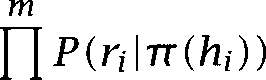 m
∏ P(r_i|π(h_i))